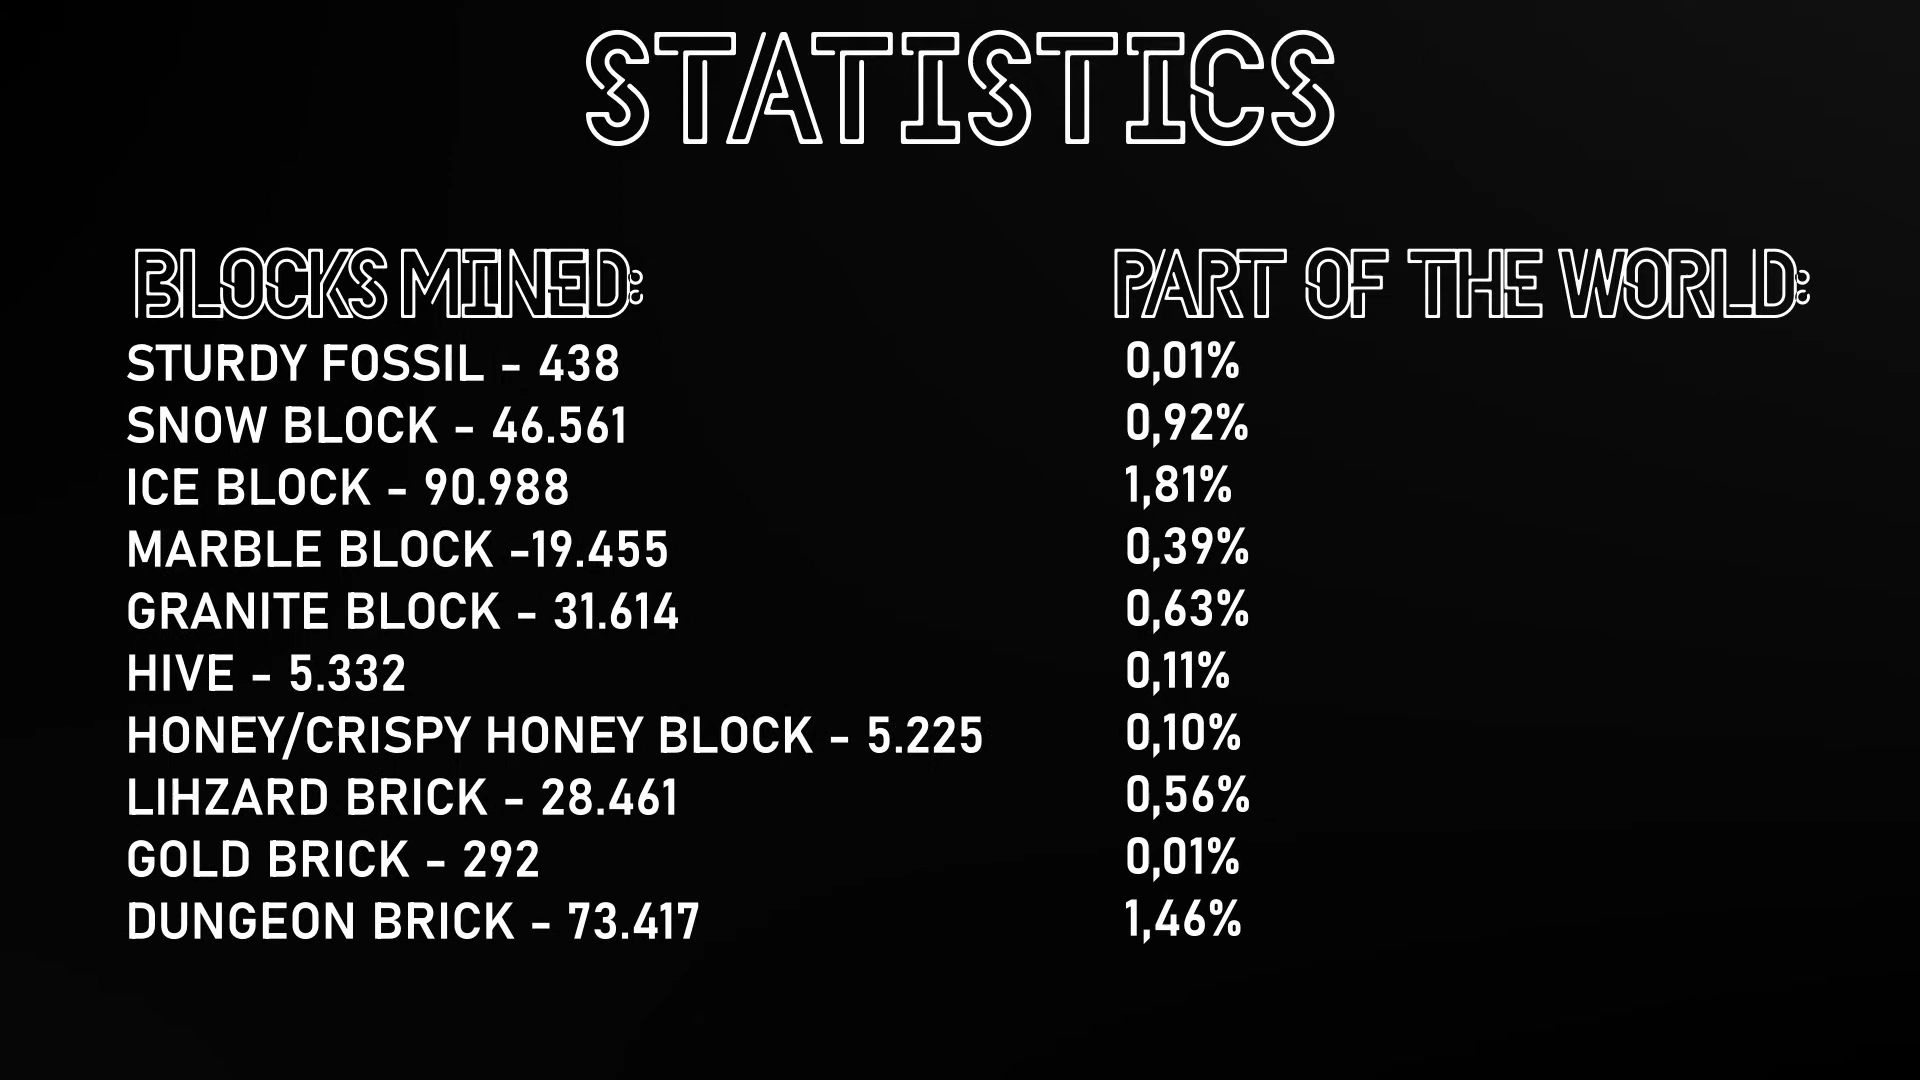 STATISTICS
BLOCKS MINED:
STURDY FOSSIL - 438
SNOW BLOCK - 46.561
ICE BLOCK - 90.988
MARBLE BLOCK -19.455
GRANITE BLOCK - 31.614
HIVE - 5.332
HONEY/CRISPY HONEY BLOCK - 5.225
LIHZARD BRICK - 28.461
GOLD BRICK - 292
DUNGEON BRICK - 73.417
PART OF THE WORLD:
0,01%
0,92%
1,81%
0,39%
0,63%
0,11%
0,10%
0,56%
0,01%
1,46%